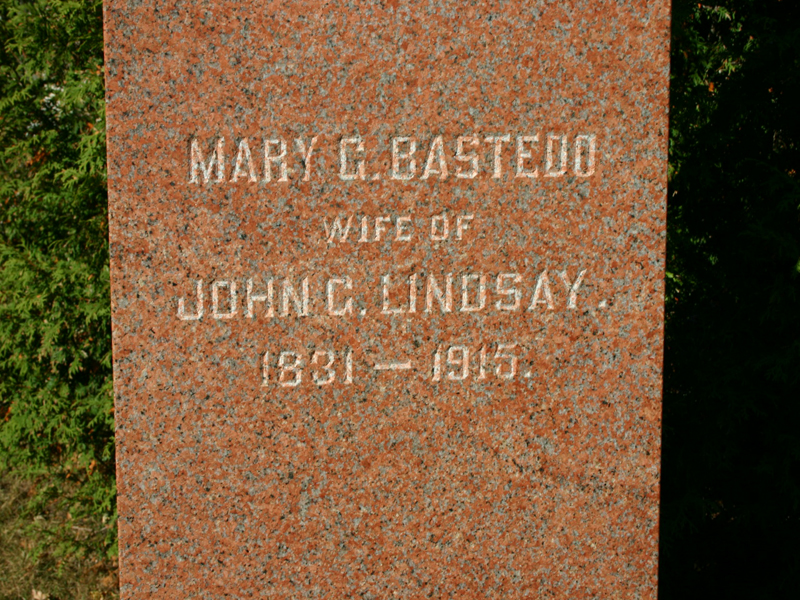 MARY G. BASTEDO
WIFE OF
JOHN G. LINDSAY.
1831 — 1915.